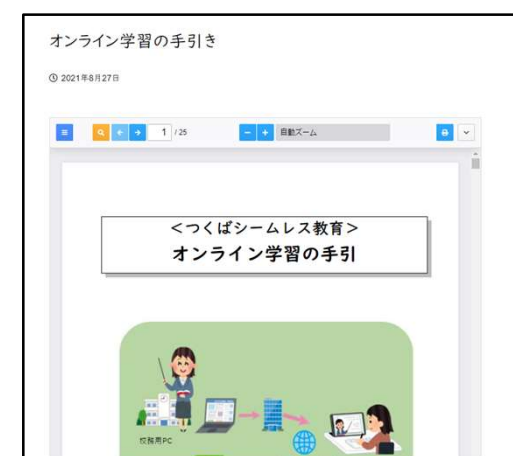 オンライン学習の手引き
2021年8月27日
1 / 25
自動ズーム
<つくばシームレス教育>
オンライン学習の手引
校務用PC